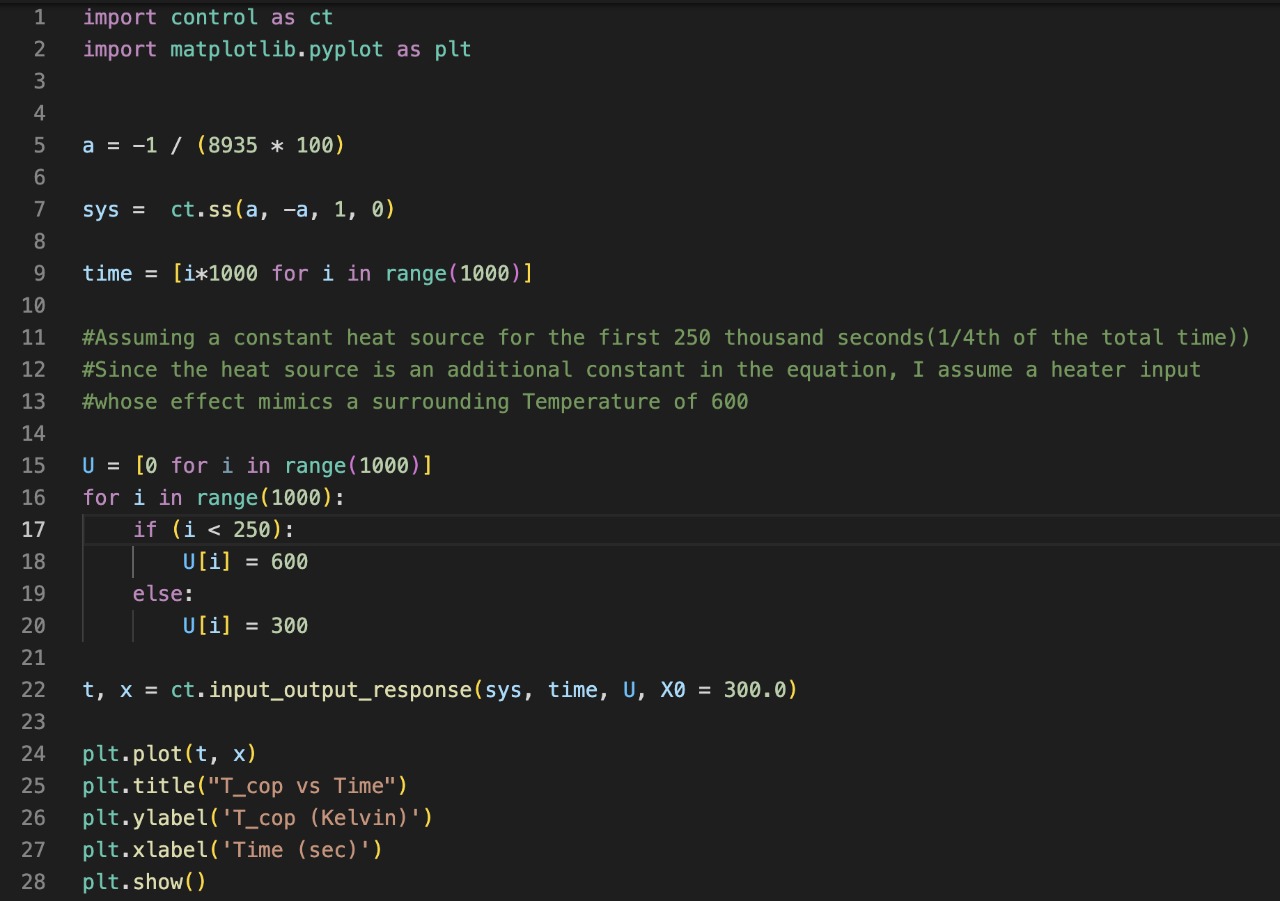 1 import control as ct
2 import matplotlib.pyplot as plt
3
4
5 a = -1 / (8935 * 100)
6
7 sys =  ct.ss(a, -a, 1, 0)
8
9 time = [i*1000 for i in range(1000)]
10
11 #Assuming a constant heat source for the first 250 thousand seconds(1/4th of the total time))
12 #Since the heat source is an additional constant in the equation, I assume a heater input
13 #whose effect mimics a surrounding Temperature of 600
14
15 U = [0 for i in range(1000)]
16 for i in range(1000):
17     if (i < 250):
18         U[i] = 600
19     else:
20         U[i] = 300
21
22 t, x = ct.input_output_response(sys, time, U, X0 = 300.0)
23
24 plt.plot(t, x)
25 plt.title("T_cop vs Time")
26 plt.ylabel('T_cop (Kelvin)')
27 plt.xlabel('Time (sec)')
28 plt.show()